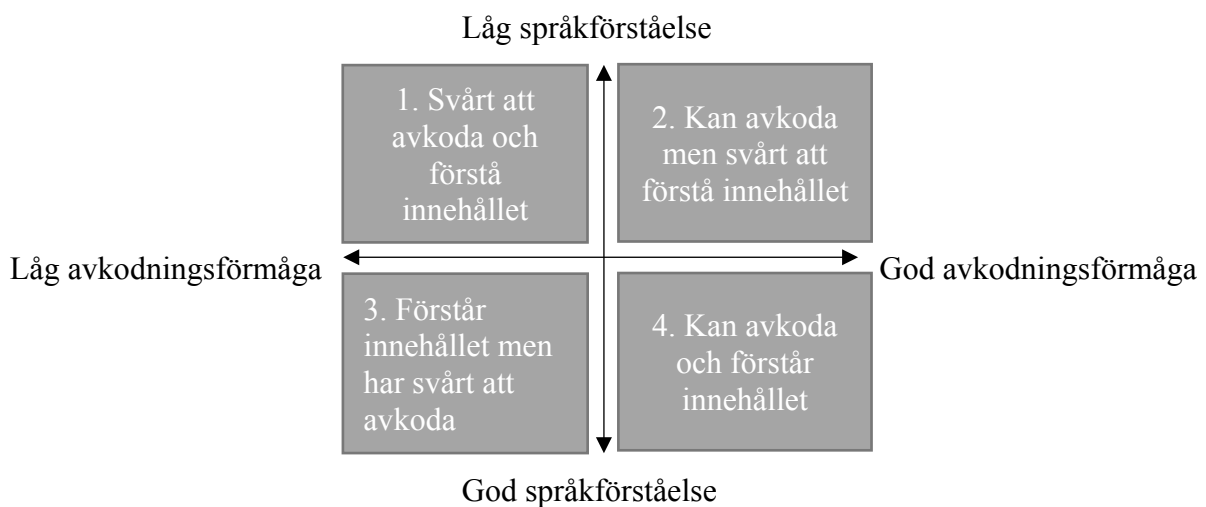 Låg språkförståelse
1. Svårt att
avkoda och
förstå
innehållet
2. Kan avkoda
men svårt att
förstå innehållet
Låg avkodningsförmåga
God avkodningsförmåga
3. Förstår
innehållet men
har svårt att
avkoda
4. Kan avkoda
och förstår
innehållet
God språkförståelse